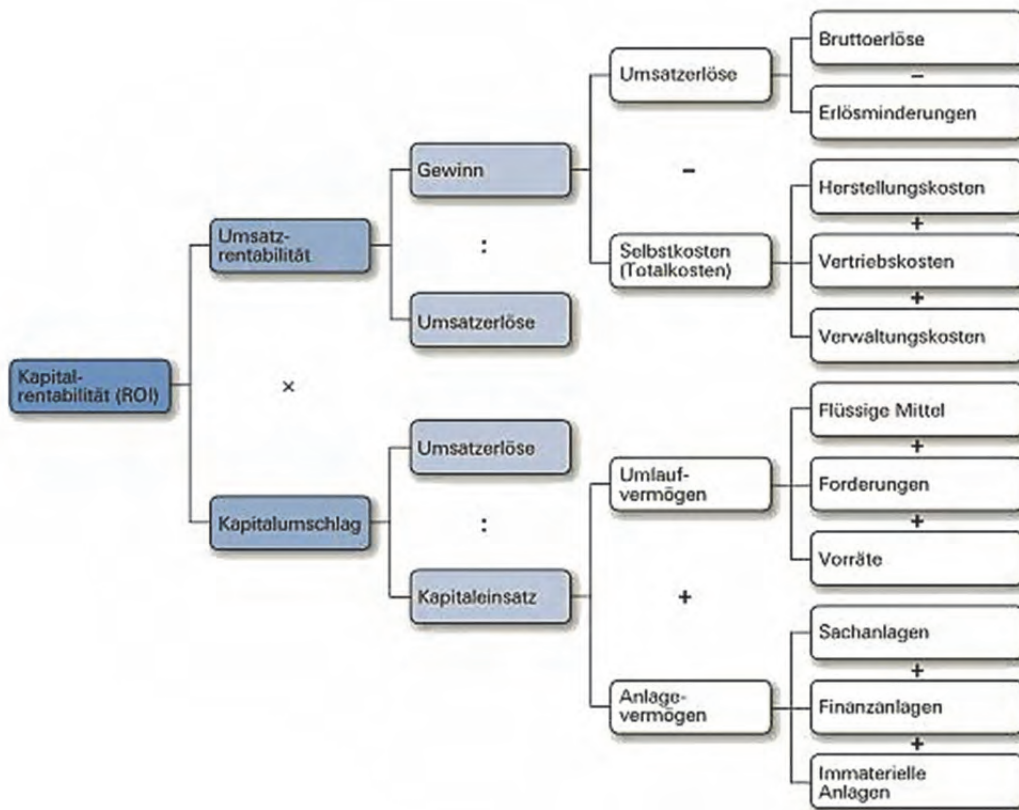 Bruttoerlöse
–
Umsatzerlöse
Erlösminderungen
Gewinn
–
Herstellungskosten
+
Umsatz-
rentabilität
:
Selbstkosten
(Totalkosten)
Vertriebskosten
+
Umsatzerlöse
Verwaltungskosten
Kapital-
rentabilität (ROI)
×
Flüssige Mittel
+
Umsatzerlöse
Umlauf-
vermögen
Forderungen
+
Kapitalumschlag
:
Vorräte
Kapitaleinsatz
+
Sachanlagen
+
Anlage-
vermögen
Finanzanlagen
+
Immaterielle
Anlagen